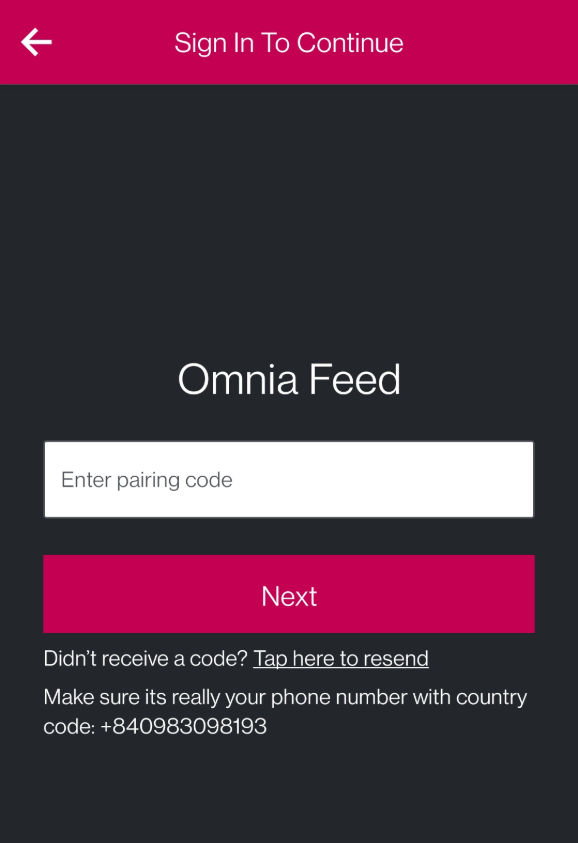 Sign In To Continue
Omnia Feed
Enter pairing code
Next
Didn't receive a code? Tap here to resend
Make sure its really your phone number with country
code: +840983098193